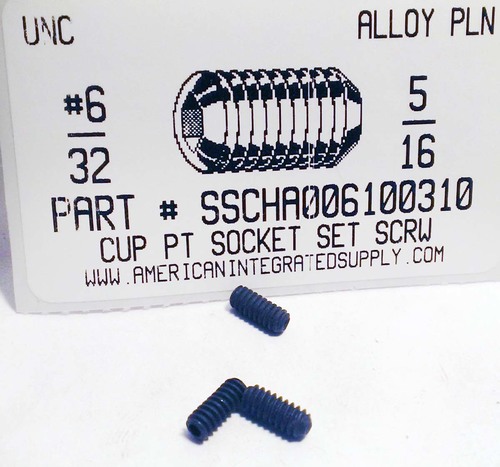 UNC ALLOY PLN
#6 5
32 16
PART # SSCHA006100310
CUP PT SOCKET SET SCRW
WWW.AMERICANINTEGRATEDSUPPLY.COM